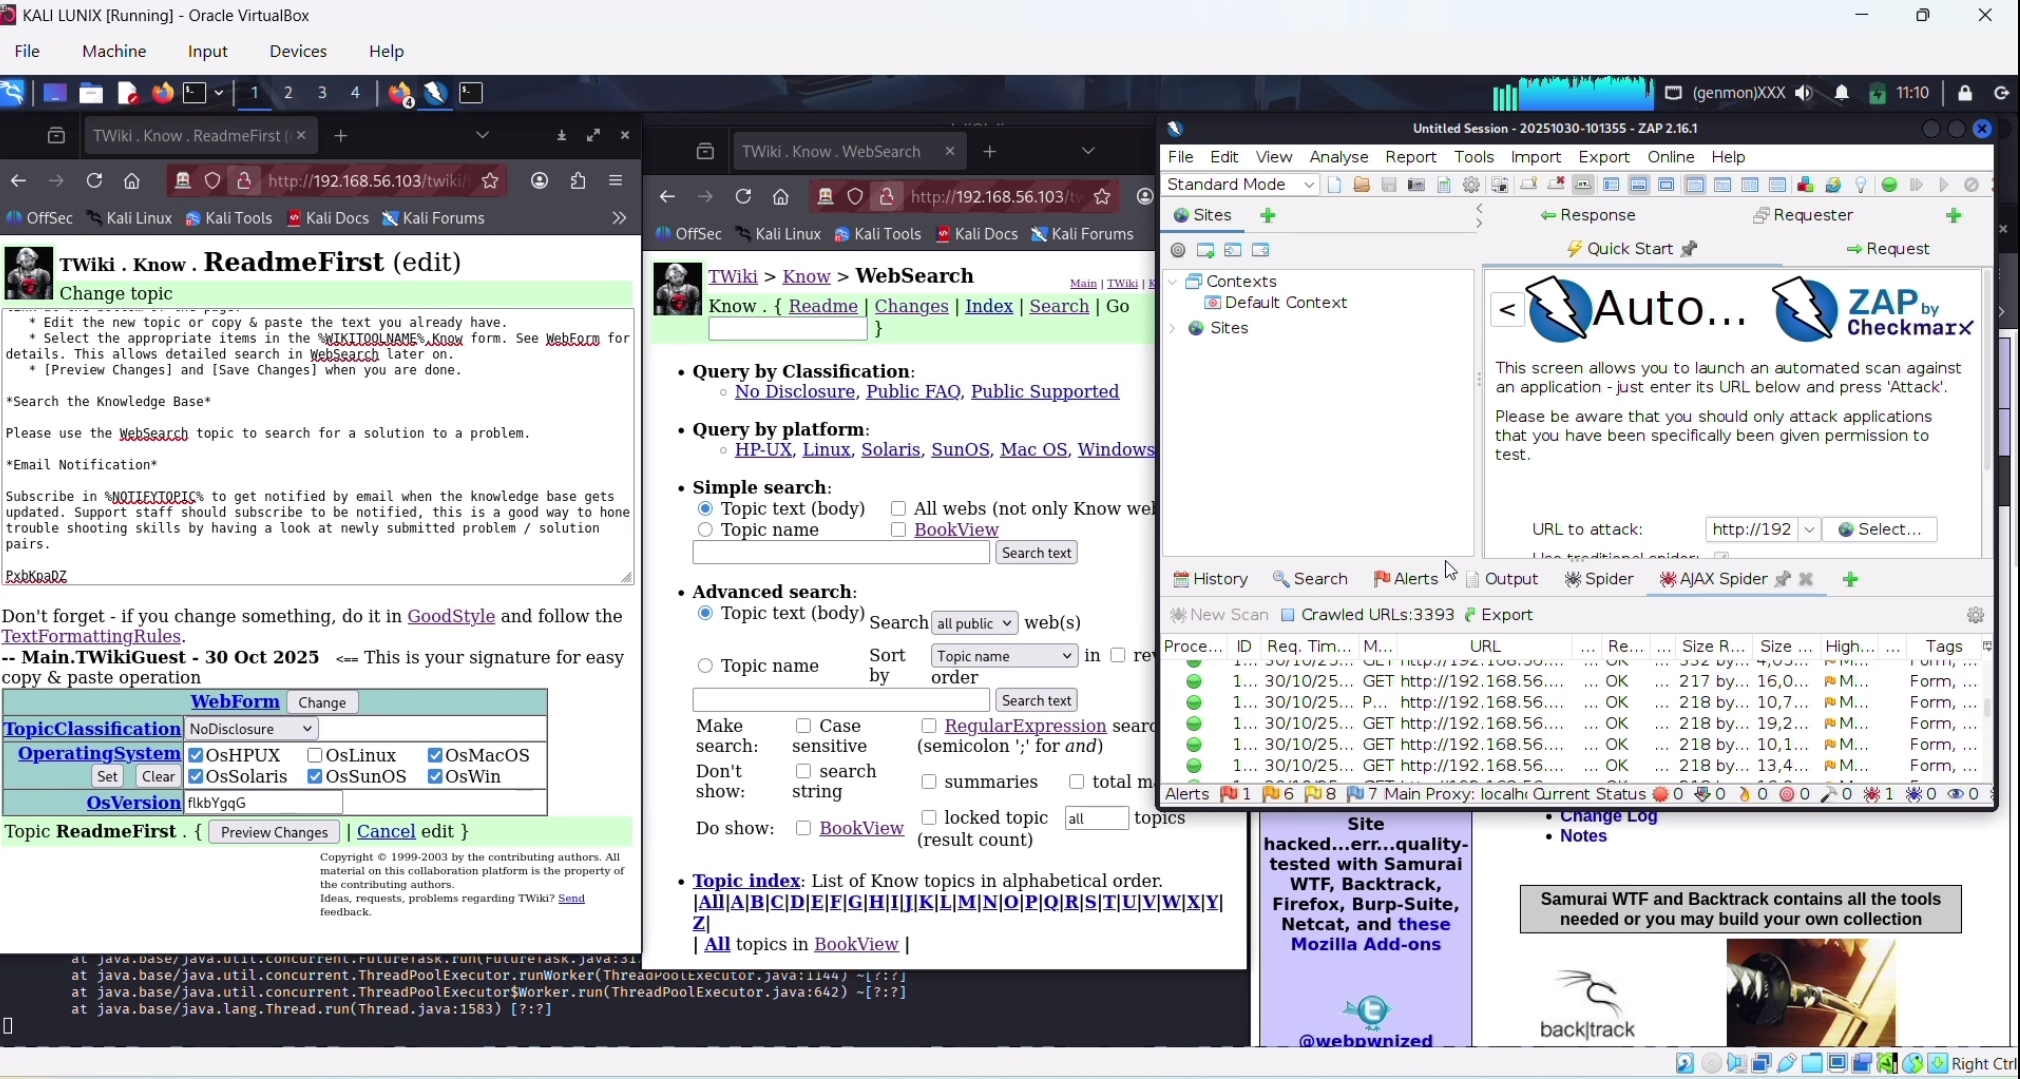 KALI LUNIX [Running] - Oracle VirtualBox
File Machine Input Devices Help
1 2 3 4
(genmon)XXX 11:10
TWiki . Know . ReadmeFirst (
http://192.168.56.103/twiki/
OffSec Kali Linux Kali Tools Kali Docs Kali Forums
TWiki . Know . ReadmeFirst (edit)
Change topic
* Edit the new topic or copy & paste the text you already have.
* Select the appropriate items in the %WIKITOOLNAME%.Know form. See WebForm for
details. This allows detailed search in WebSearch later on.
* [Preview Changes] and [Save Changes] when you are done.
*Search the Knowledge Base*
Please use the WebSearch topic to search for a solution to a problem.
*Email Notification*
Subscribe in %NOTIFYTOPIC% to get notified by email when the knowledge base gets
updated. Support staff should subscribe to be notified, this is a good way to hone
trouble shooting skills by having a look at newly submitted problem / solution
pairs.
PxbKpaDZ
Don't forget - if you change something, do it in GoodStyle and follow the
TextFormattingRules.
-- Main.TWikiGuest - 30 Oct 2025 <== This is your signature for easy
copy & paste operation
WebForm Change
TopicClassification NoDisclosure
OperatingSystem OsHPUX OsLinux OsMacOS
Set Clear OsSolaris OsSunOS OsWin
OsVersion flkbYgqG
Topic ReadmeFirst . { Preview Changes | Cancel edit }
Copyright © 1999-2003 by the contributing authors. All
material on this collaboration platform is the property of
the contributing authors.
Ideas, requests, problems regarding TWiki? Send
feedback.
at java.base/java.util.concurrent.FutureTask.run(FutureTask.java:31
at java.base/java.util.concurrent.ThreadPoolExecutor.runWorker(ThreadPoolExecutor.java:1144) ~[?:?]
at java.base/java.util.concurrent.ThreadPoolExecutor$Worker.run(ThreadPoolExecutor.java:642) ~[?:?]
at java.base/java.lang.Thread.run(Thread.java:1583) [?:?]
TWiki . Know . WebSearch
http://192.168.56.103/tw
OffSec Kali Linux Kali Tools Kali Docs Kali Forums
TWiki > Know > WebSearch
Main | TWiki | K
Know . { Readme | Changes | Index | Search | Go
}
• Query by Classification:
No Disclosure, Public FAQ, Public Supported
• Query by platform:
HP-UX, Linux, Solaris, SunOS, Mac OS, Windows
• Simple search:
Topic text (body) All webs (not only Know we
Topic name BookView
Search text
• Advanced search:
Topic text (body) Search all public web(s)
Topic name Sort by Topic name in rev
order
Search text
Make search: Case sensitive RegularExpression searc
(semicolon ';' for and)
Don't show: search string summaries total m
Do show: BookView locked topic all topics
(result count)
• Topic index: List of Know topics in alphabetical order.
|All|A|B|C|D|E|F|G|H|I|J|K|L|M|N|O|P|Q|R|S|T|U|V|W|X|Y|
Z|
| All topics in BookView |
Untitled Session - 20251030-101355 - ZAP 2.16.1
File Edit View Analyse Report Tools Import Export Online Help
Standard Mode
Sites
Response Requester
Quick Start Request
Contexts
Default Context
Sites
< Auto... ZAP by
Checkmarx
This screen allows you to launch an automated scan against
an application - just enter its URL below and press 'Attack'.
Please be aware that you should only attack applications
that you have been specifically been given permission to
test.
URL to attack: http://192 Select...
History Search Alerts Output Spider AJAX Spider
New Scan Crawled URLs:3393 Export
Proce... ID Req. Tim... M... URL ... Re... ... Size R... Size ... High... ... Tags
1... 30/10/25... GET http://192.168.56.... ... OK ... 217 by... 16,0... M... Form, ...
1... 30/10/25... P... http://192.168.56.... ... OK ... 218 by... 10,7... M... Form, ...
1... 30/10/25... GET http://192.168.56.... ... OK ... 218 by... 19,2... M... Form, ...
1... 30/10/25... GET http://192.168.56.... ... OK ... 218 by... 10,1... M... Form, ...
1... 30/10/25... GET http://192.168.56.... ... OK ... 218 by... 13,4... M... Form, ...
Alerts 1 6 8 7 Main Proxy: localh Current Status 0 0 0 0 0 1 0 0
Site
hacked...err...quality-
tested with Samurai
WTF, Backtrack,
Firefox, Burp-Suite,
Netcat, and these
Mozilla Add-ons
@webpwnized
• Change Log
• Notes
Samurai WTF and Backtrack contains all the tools
needed or you may build your own collection
back|track
Right Ctrl